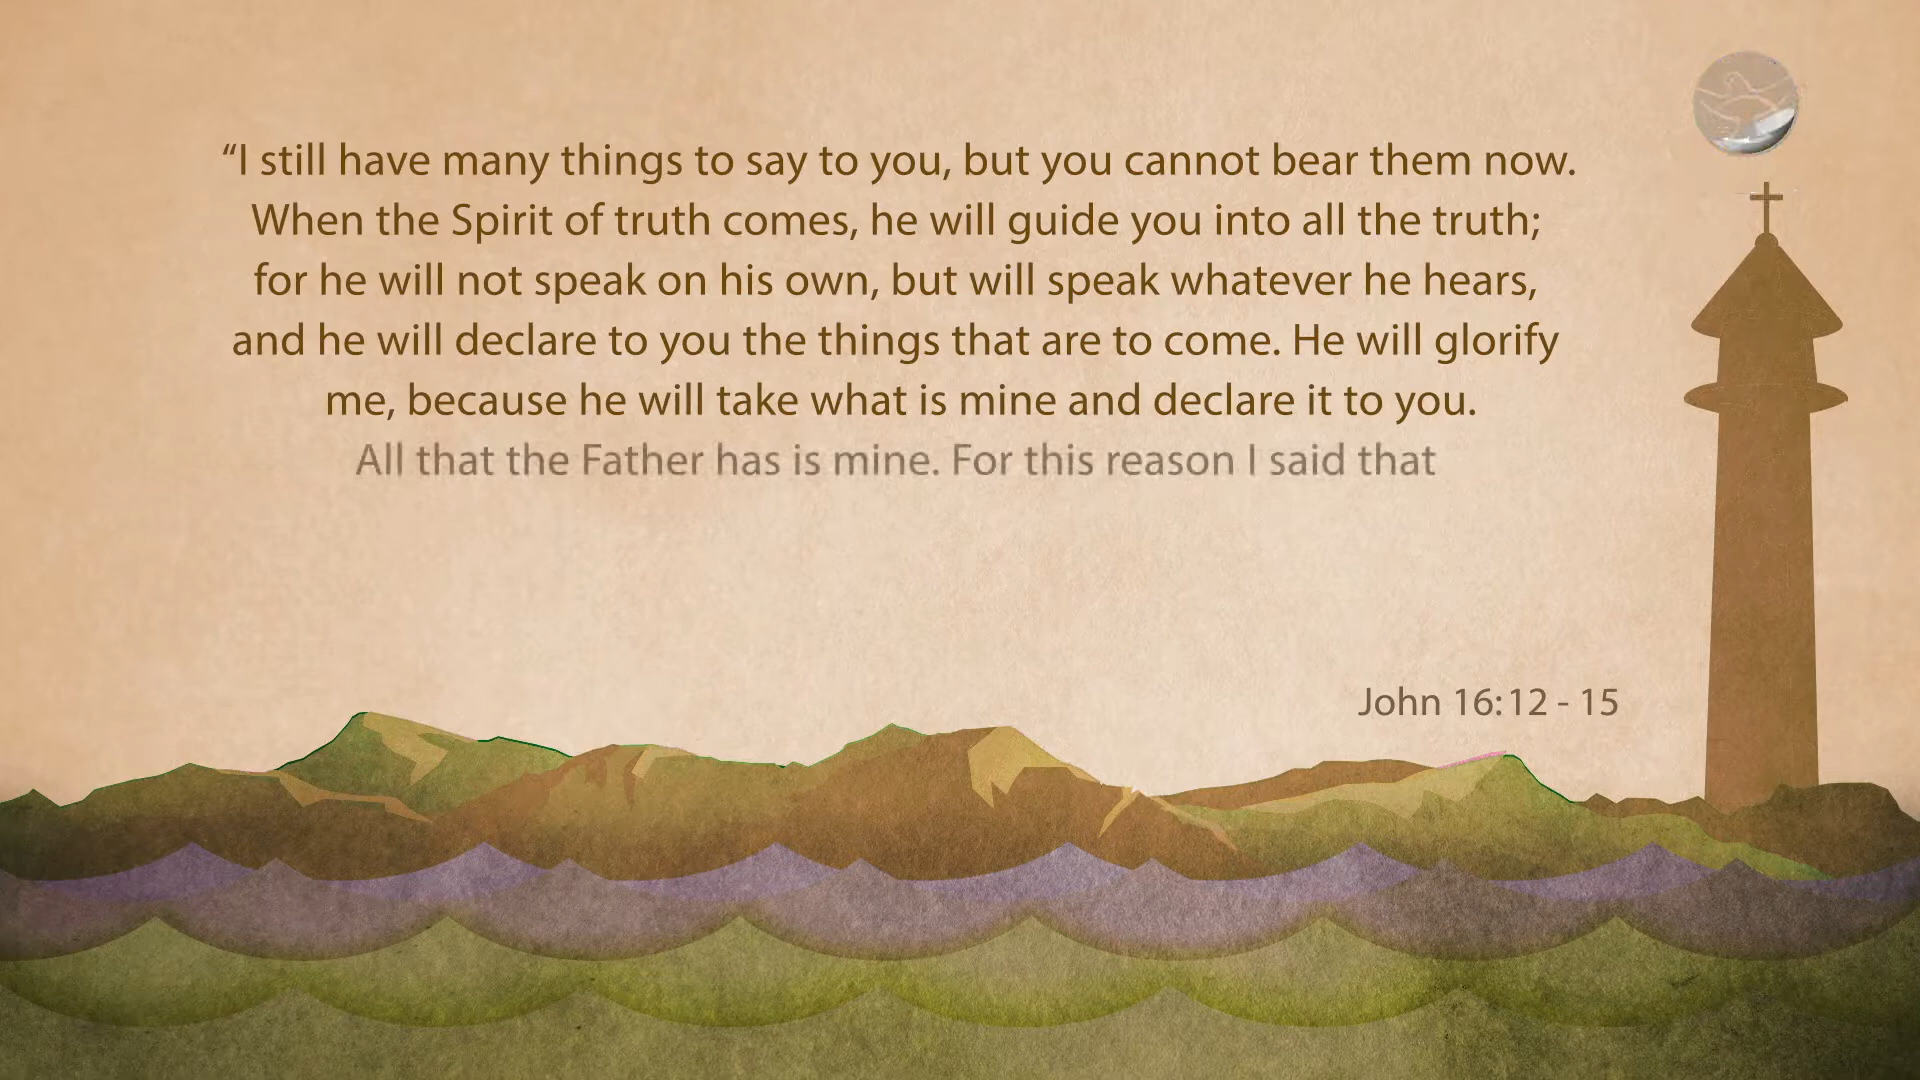 “I still have many things to say to you, but you cannot bear them now.
When the Spirit of truth comes, he will guide you into all the truth;
for he will not speak on his own, but will speak whatever he hears,
and he will declare to you the things that are to come. He will glorify
me, because he will take what is mine and declare it to you.
All that the Father has is mine. For this reason I said that
John 16:12 - 15